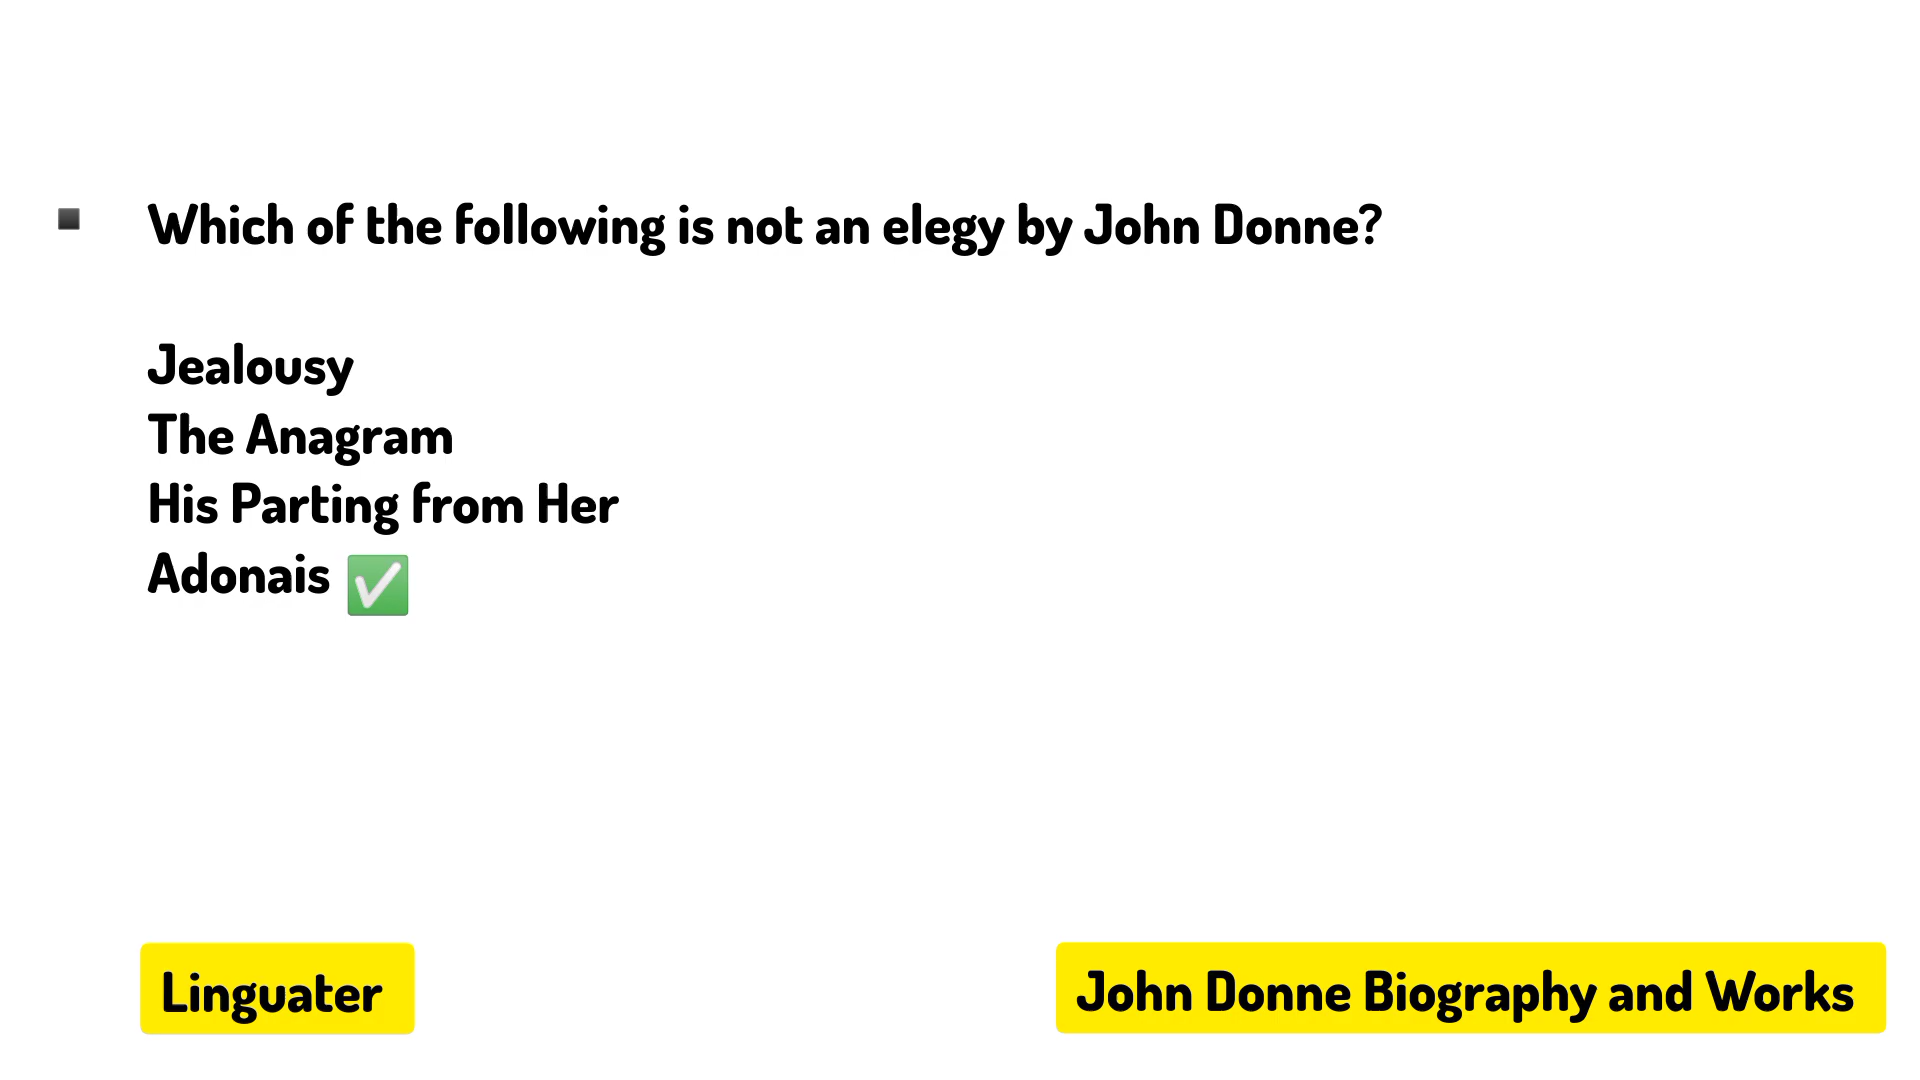 Which of the following is not an elegy by John Donne?
Jealousy
The Anagram
His Parting from Her
Adonais ✅
Linguater
John Donne Biography and Works